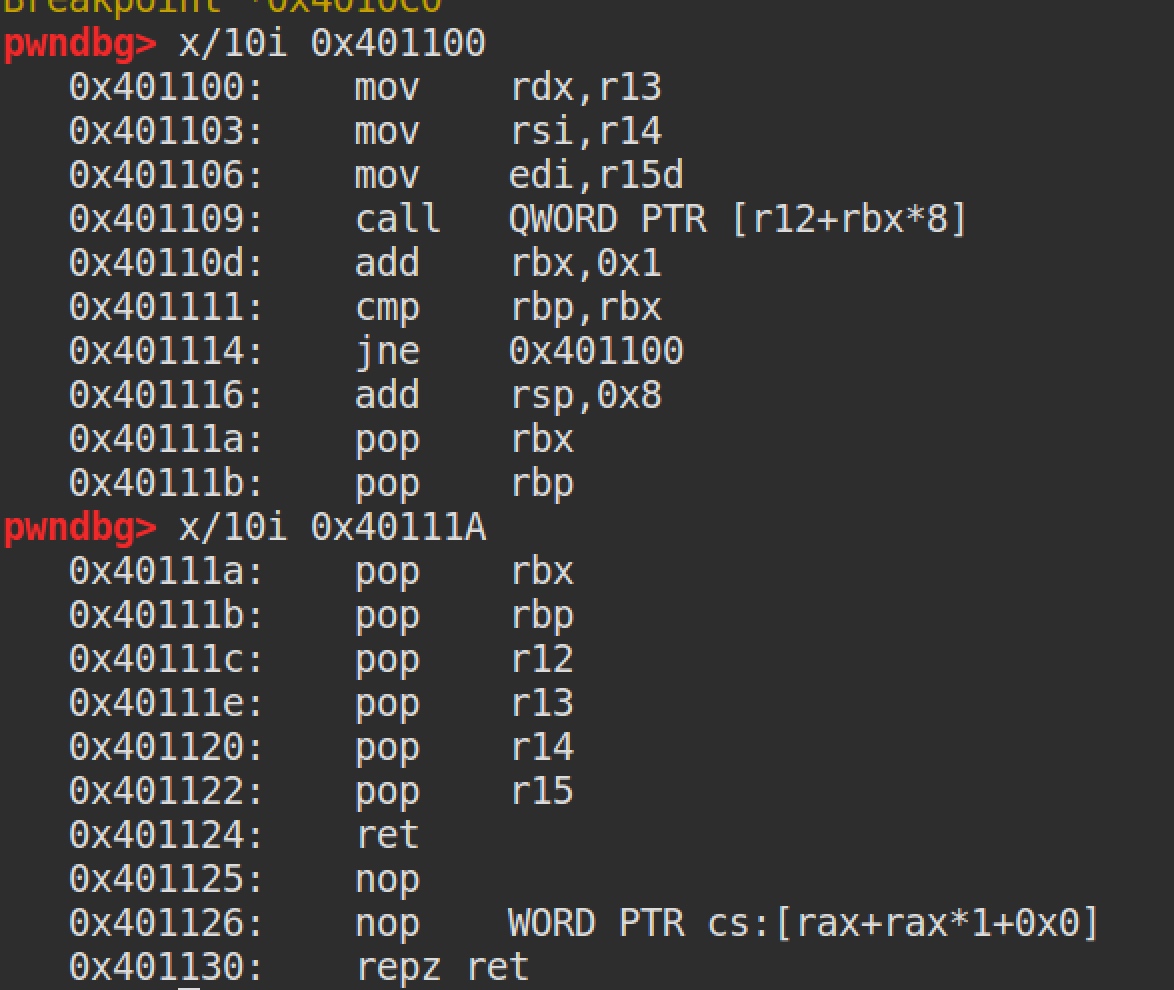 Breakpoint *0x4010C0
pwndbg> x/10i 0x401100
0x401100: mov rdx,r13
0x401103: mov rsi,r14
0x401106: mov edi,r15d
0x401109: call QWORD PTR [r12+rbx*8]
0x40110d: add rbx,0x1
0x401111: cmp rbp,rbx
0x401114: jne 0x401100
0x401116: add rsp,0x8
0x40111a: pop rbx
0x40111b: pop rbp
pwndbg> x/10i 0x40111A
0x40111a: pop rbx
0x40111b: pop rbp
0x40111c: pop r12
0x40111e: pop r13
0x401120: pop r14
0x401122: pop r15
0x401124: ret
0x401125: nop
0x401126: nop WORD PTR cs:[rax+rax*1+0x0]
0x401130: repz ret